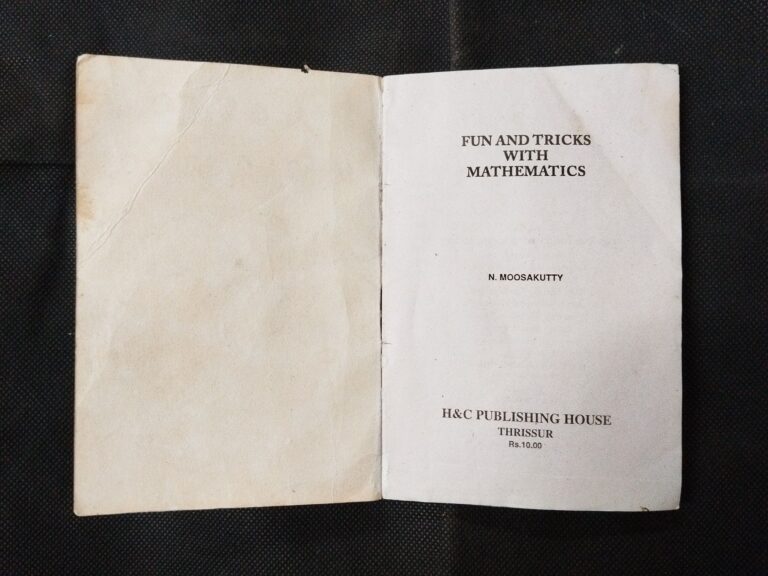 FUN AND TRICKS
WITH
MATHEMATICS
N. MOOSAKUTTY
H&C PUBLISHING HOUSE
THRISSUR
Rs.10.00